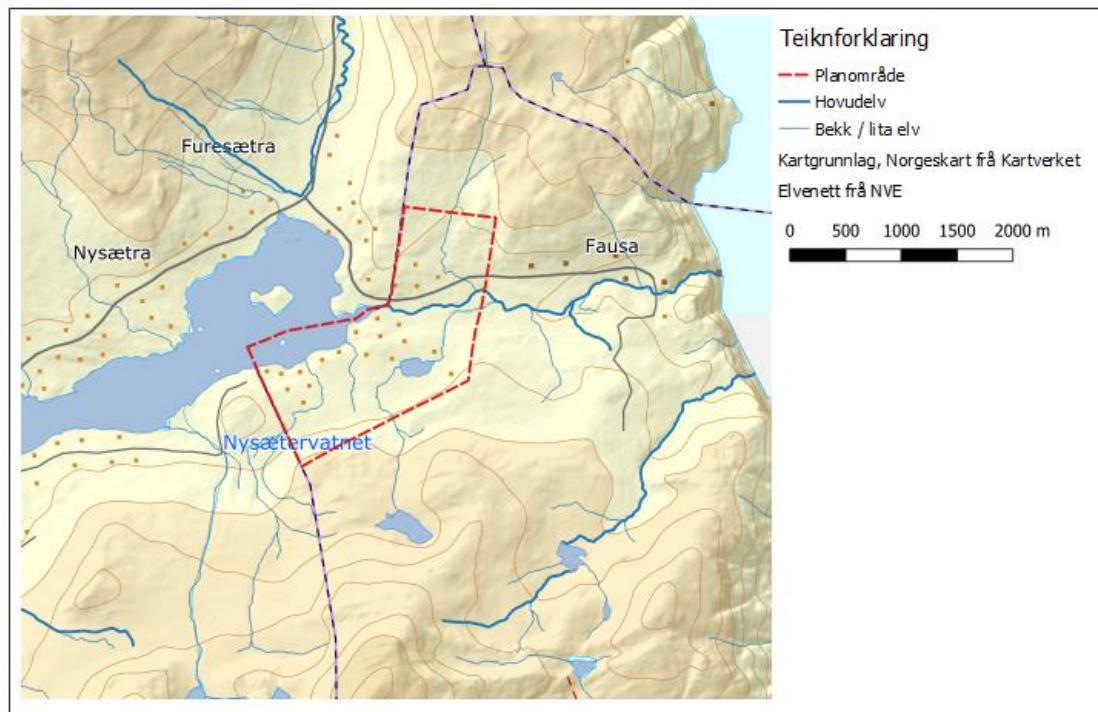 Furesætra
Nysætra
Fausa
Nysætervatnet
Teiknforklaring
Planområde
Hovudelv
Bekk / lita elv
Kartgrunnlag, Norgeskart frå Kartverket
Elvenett frå NVE
0 500 1000 1500 2000 m